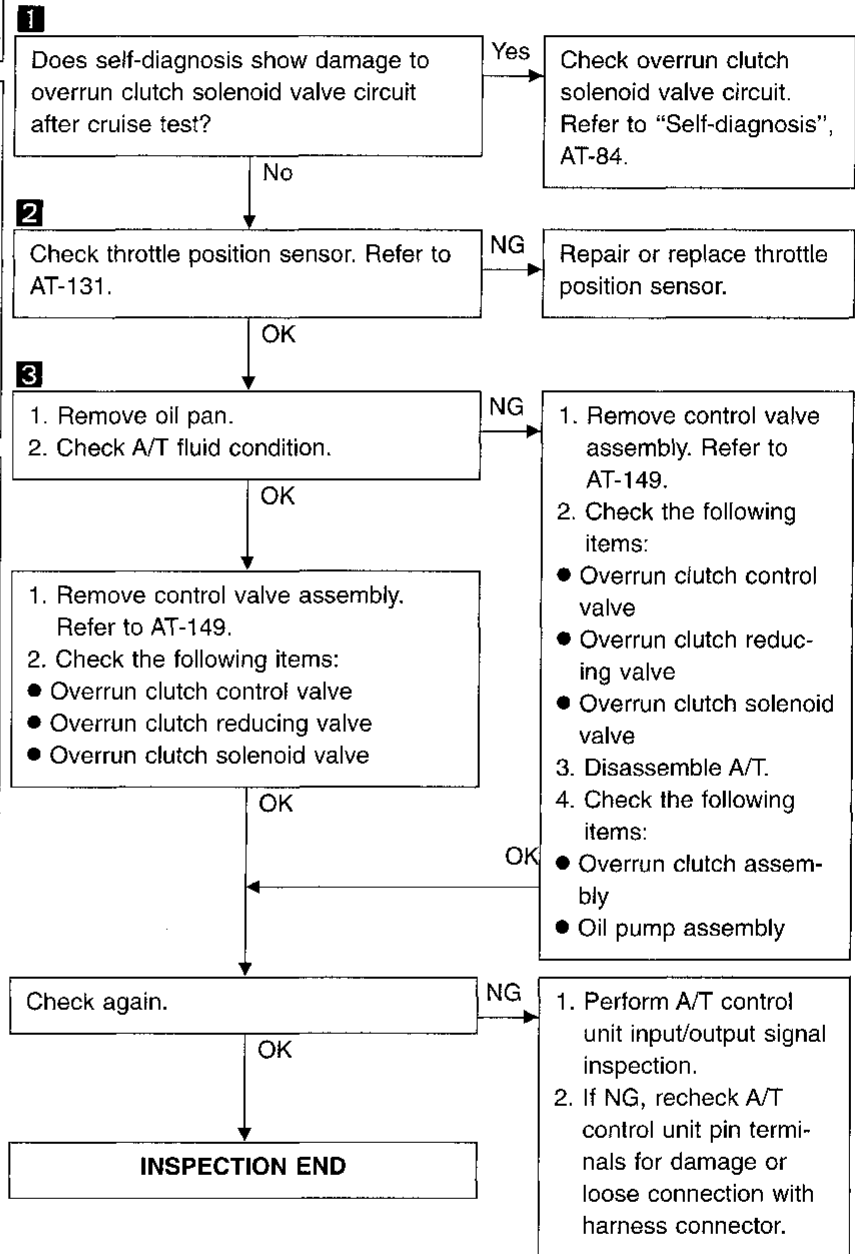 1
Does self-diagnosis show damage to
overrun clutch solenoid valve circuit
after cruise test?
Yes
Check overrun clutch
solenoid valve circuit.
Refer to “Self-diagnosis”,
AT-84.
No
2
Check throttle position sensor. Refer to
AT-131.
NG
Repair or replace throttle
position sensor.
OK
3
1. Remove oil pan.
2. Check A/T fluid condition.
NG
1. Remove control valve
assembly. Refer to
AT-149.
2. Check the following
items:
● Overrun clutch control
valve
● Overrun clutch reduc-
ing valve
● Overrun clutch solenoid
valve
3. Disassemble A/T.
4. Check the following
items:
● Overrun clutch assem-
bly
● Oil pump assembly
OK
1. Remove control valve assembly.
Refer to AT-149.
2. Check the following items:
● Overrun clutch control valve
● Overrun clutch reducing valve
● Overrun clutch solenoid valve
OK
OK
Check again.
NG
1. Perform A/T control
unit input/output signal
inspection.
2. If NG, recheck A/T
control unit pin termi-
nals for damage or
loose connection with
harness connector.
OK
INSPECTION END